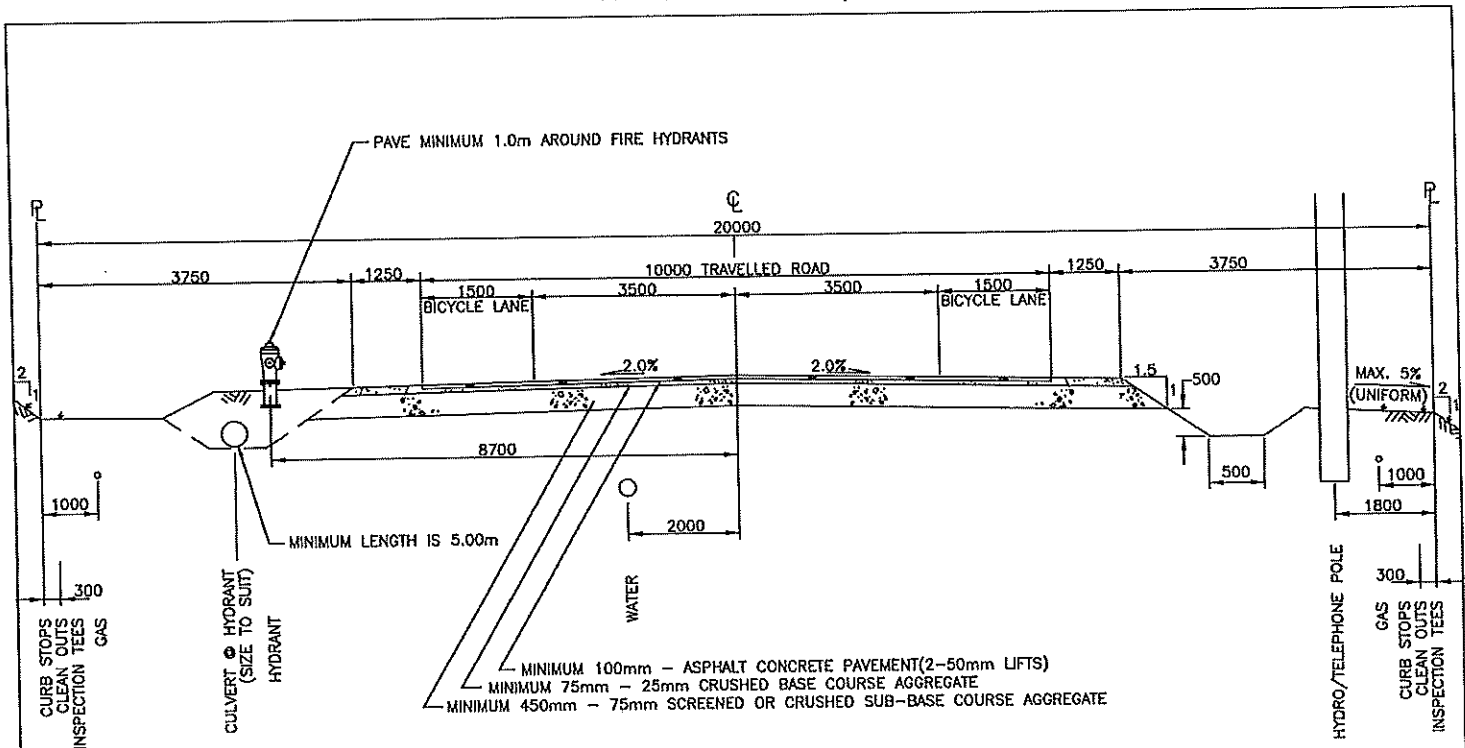 PAVE MINIMUM 1.0m AROUND FIRE HYDRANTS
PL
CL
PL
20000
3750
1250
10000 TRAVELLED ROAD
1250
3750
1500
3500
3500
1500
BICYCLE LANE
BICYCLE LANE
2.0%
2.0%
2
1
1.5
1
500
MAX. 5%
(UNIFORM)
2
1
8700
500
1000
1000
2000
1800
MINIMUM LENGTH IS 5.00m
300
300
CURB STOPS
CLEAN OUTS
INSPECTION TEES
GAS
CULVERT @ HYDRANT
(SIZE TO SUIT)
HYDRANT
WATER
HYDRO/TELEPHONE POLE
GAS
CURB STOPS
CLEAN OUTS
INSPECTION TEES
MINIMUM 100mm - ASPHALT CONCRETE PAVEMENT(2-50mm LIFTS)
MINIMUM 75mm - 25mm CRUSHED BASE COURSE AGGREGATE
MINIMUM 450mm - 75mm SCREENED OR CRUSHED SUB-BASE COURSE AGGREGATE